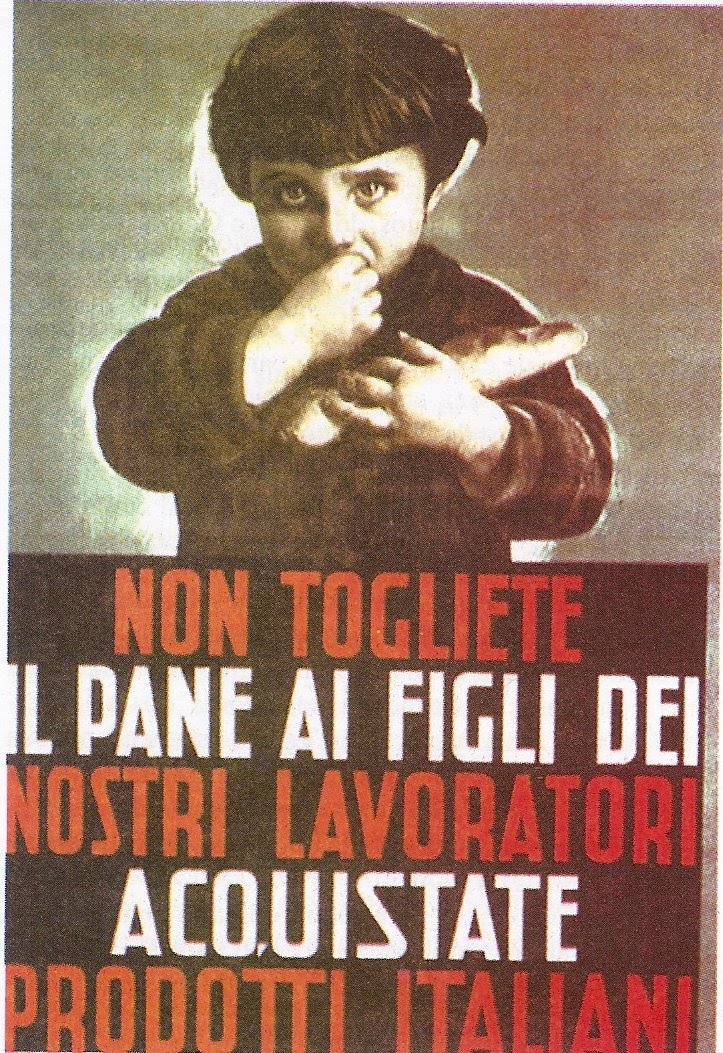 NON TOGLIETE
IL PANE AI FIGLI DEI
NOSTRI LAVORATORI
ACQUISTATE
PRODOTTI ITALIANI